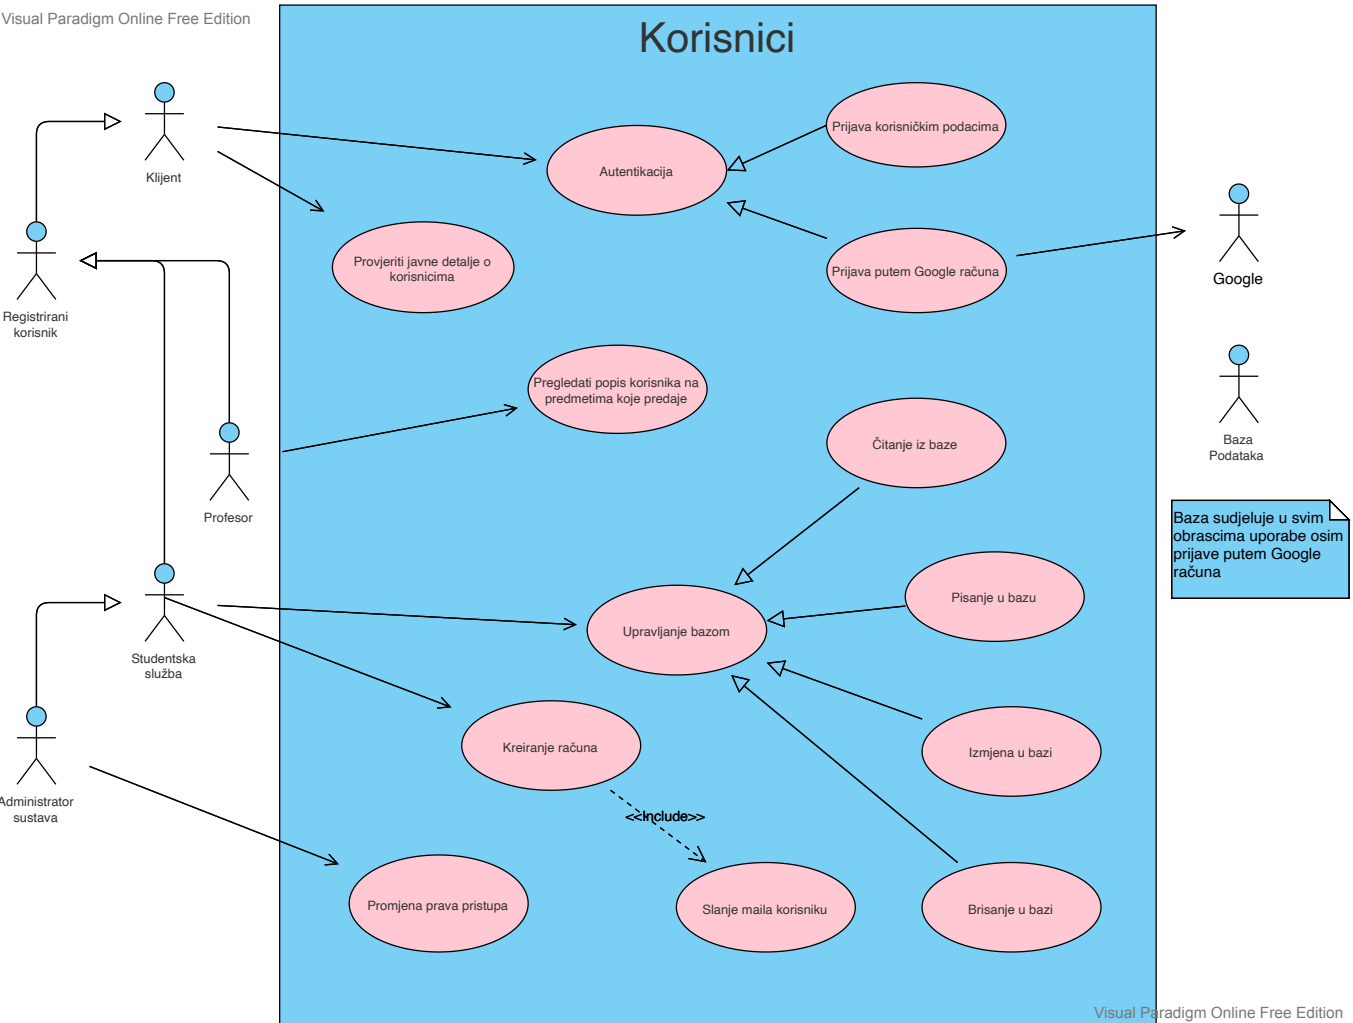 Visual Paradigm Online Free Edition
Korisnici
Klijent
Registrirani
korisnik
Profesor
Studentska
služba
Administrator
sustava
Autentikacija
Prijava korisničkim podacima
Prijava putem Google računa
Provjeriti javne detalje o
korisnicima
Pregledati popis korisnika na
predmetima koje predaje
Čitanje iz baze
Pisanje u bazu
Upravljanje bazom
Izmjena u bazi
Kreiranje računa
<<Include>>
Promjena prava pristupa
Slanje maila korisniku
Brisanje u bazi
Google
Baza
Podataka
Baza sudjeluje u svim
obrascima uporabe osim
prijave putem Google
računa
Visual Paradigm Online Free Edition